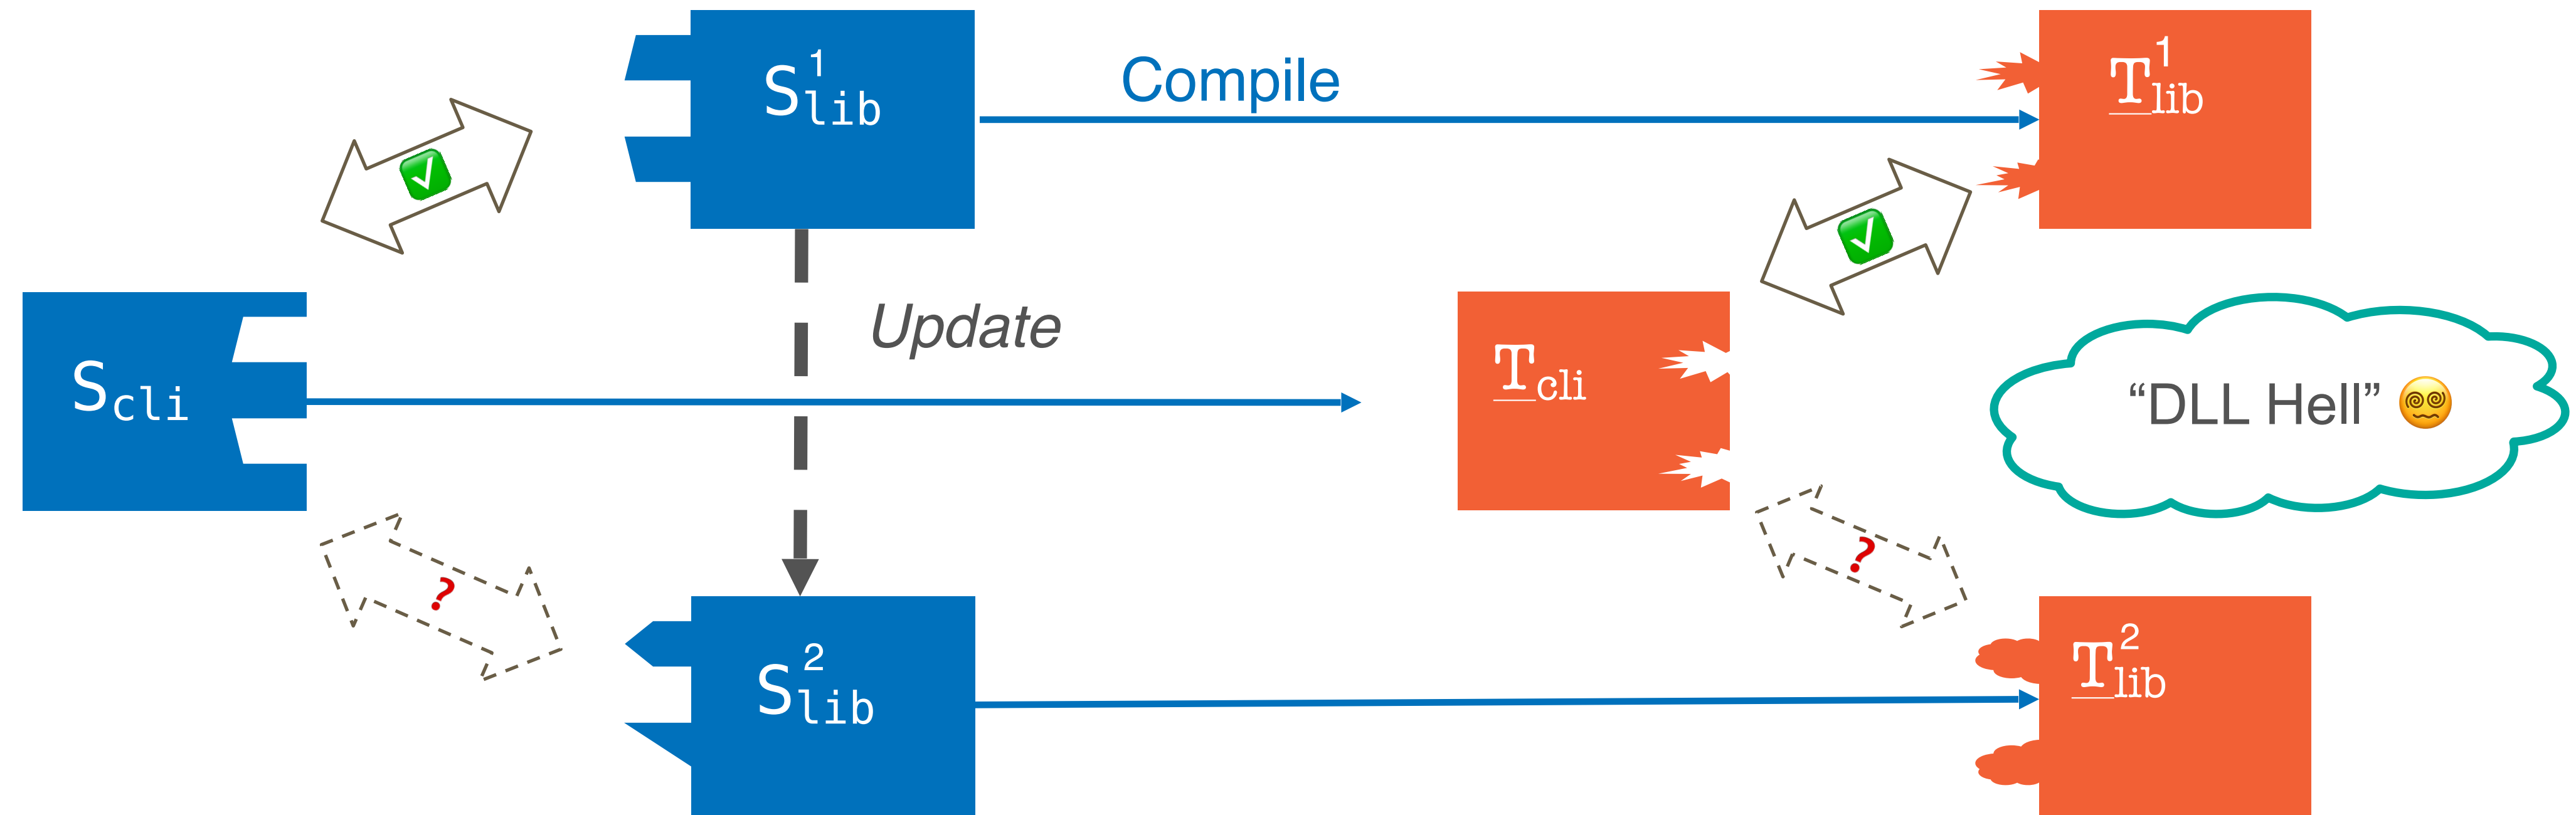 S¹lib
Compile
T¹lib
Update
Scli
Tcli
“DLL Hell” 😵‍💫
?
?
S²lib
T²lib